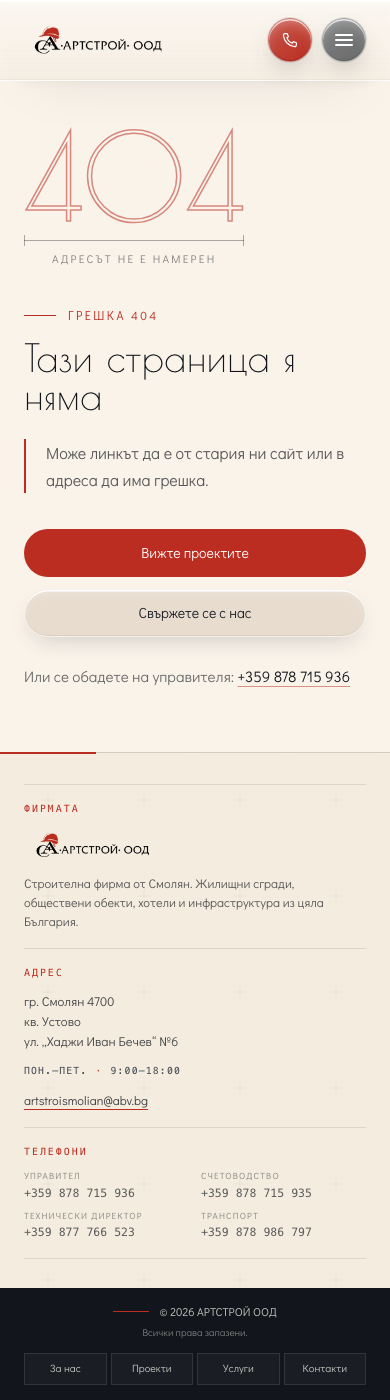 А·АРТСТРОЙ· ООД
404
АДРЕСЪТ НЕ Е НАМЕРЕН
ГРЕШКА 404
Тази страница я
няма
Може линкът да е от стария ни сайт или в
адреса да има грешка.
Вижте проектите
Свържете се с нас
Или се обадете на управителя: +359 878 715 936
ФИРМАТА
А·АРТСТРОЙ· ООД
Строителна фирма от Смолян. Жилищни сгради,
обществени обекти, хотели и инфраструктура из цяла
България.
АДРЕС
гр. Смолян 4700
кв. Устово
ул. „Хаджи Иван Бечев“ №6
ПОН.–ПЕТ. · 9:00–18:00
artstroismolian@abv.bg
ТЕЛЕФОНИ
УПРАВИТЕЛ
+359 878 715 936
СЧЕТОВОДСТВО
+359 878 715 935
ТЕХНИЧЕСКИ ДИРЕКТОР
+359 877 766 523
ТРАНСПОРТ
+359 878 986 797
© 2026 АРТСТРОЙ ООД
Всички права запазени.
За нас
Проекти
Услуги
Контакти